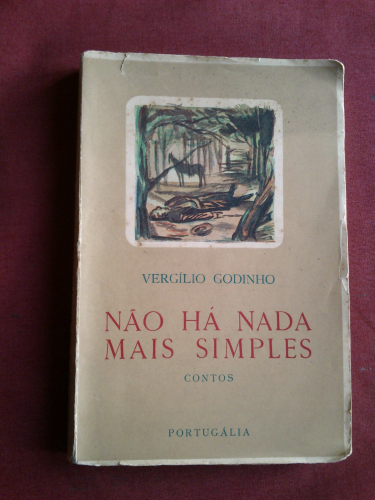 VERGÍLIO GODINHO
NÃO HÁ NADA
MAIS SIMPLES
CONTOS
PORTUGÁLIA